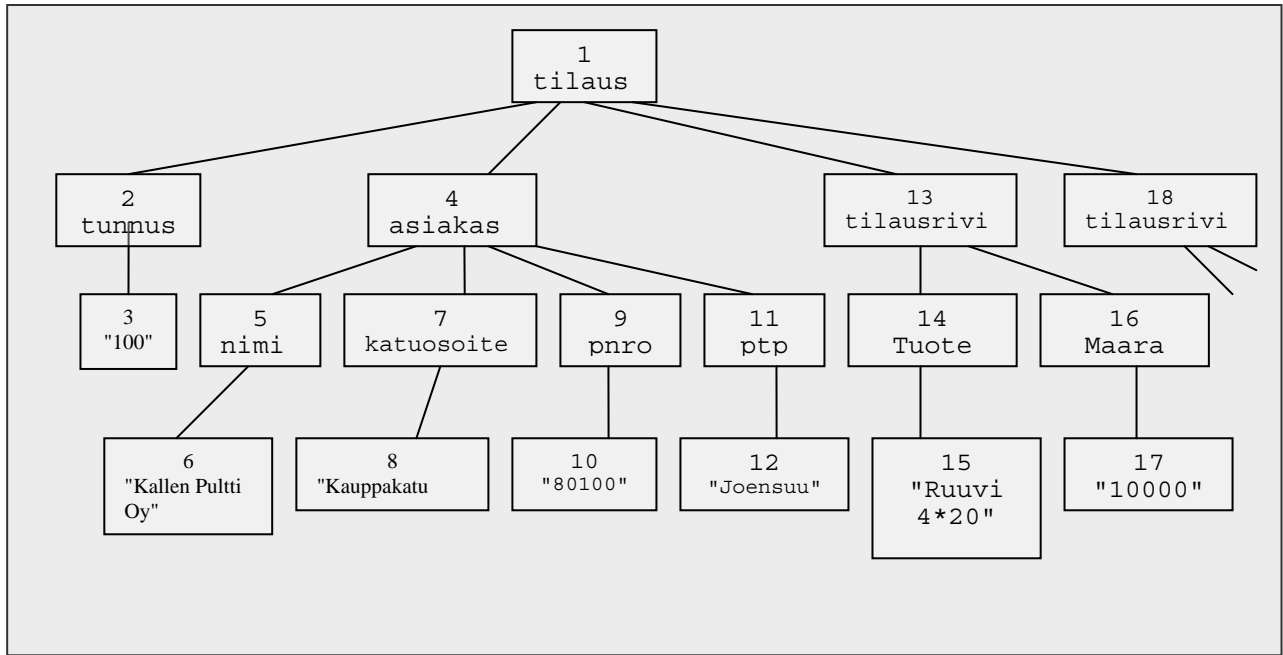 1
tilaus
2
tunnus
4
asiakas
13
tilausrivi
18
tilausrivi
3
"100"
5
nimi
7
katuosoite
9
pnro
11
ptp
14
Tuote
16
Maara
6
"Kallen Pultti
Oy"
8
"Kauppakatu
10
"80100"
12
"Joensuu"
15
"Ruuvi
4*20"
17
"10000"